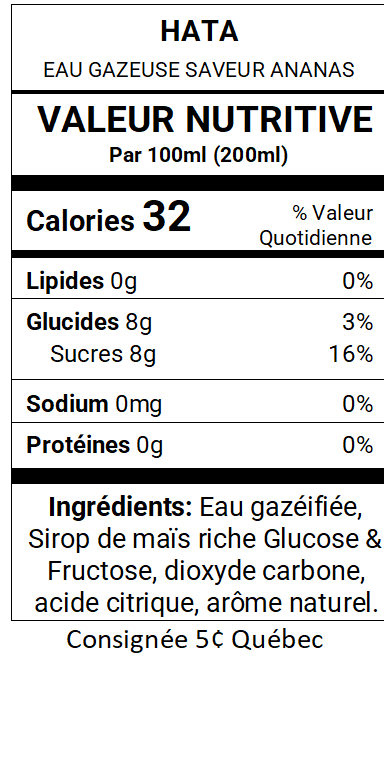 HATA
EAU GAZEUSE SAVEUR ANANAS
VALEUR NUTRITIVE
Par 100ml (200ml)
Calories 32
% Valeur
Quotidienne
Lipides 0g 0%
Glucides 8g 3%
Sucres 8g 16%
Sodium 0mg 0%
Protéines 0g 0%
Ingrédients: Eau gazéifiée,
Sirop de maïs riche Glucose &
Fructose, dioxyde carbone,
acide citrique, arôme naturel.
Consignée 5¢ Québec